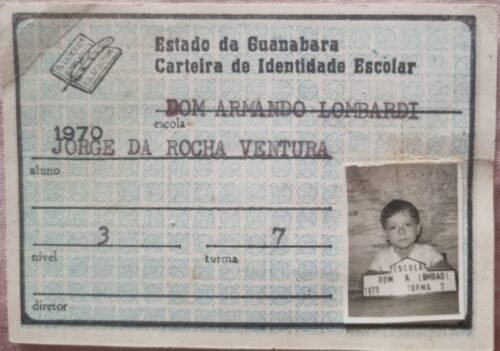 Estado da Guanabara
Carteira de Identidade Escolar
DOM ARMANDO LOMBARDI
escola
1970
JORGE DA ROCHA VENTURA
aluno
3 7
nível turma
diretor
ESCOLA
DOM A LOMBADI
1970 TURMA 7